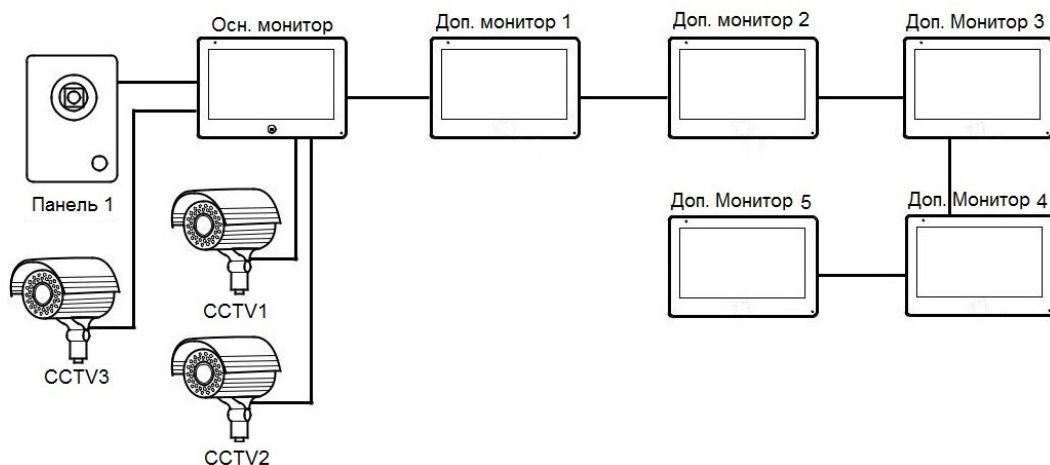 Осн. монитор
Доп. монитор 1
Доп. монитор 2
Доп. Монитор 3
Панель 1
Доп. Монитор 5
Доп. Монитор 4
CCTV1
CCTV3
CCTV2